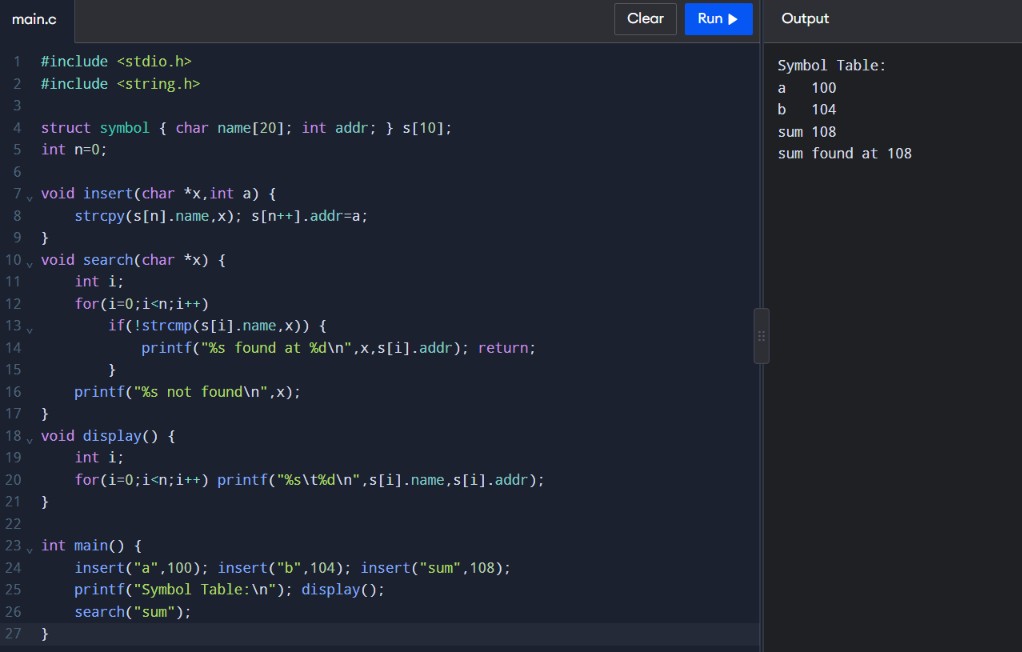 main.c
Clear
Run
Output
1 #include <stdio.h>
2 #include <string.h>
3
4 struct symbol { char name[20]; int addr; } s[10];
5 int n=0;
6
7 void insert(char *x,int a) {
8     strcpy(s[n].name,x); s[n++].addr=a;
9 }
10 void search(char *x) {
11     int i;
12     for(i=0;i<n;i++)
13         if(!strcmp(s[i].name,x)) {
14             printf("%s found at %d\n",x,s[i].addr); return;
15         }
16     printf("%s not found\n",x);
17 }
18 void display() {
19     int i;
20     for(i=0;i<n;i++) printf("%s\t%d\n",s[i].name,s[i].addr);
21 }
22
23 int main() {
24     insert("a",100); insert("b",104); insert("sum",108);
25     printf("Symbol Table:\n"); display();
26     search("sum");
27 }
Symbol Table:
a   100
b   104
sum 108
sum found at 108